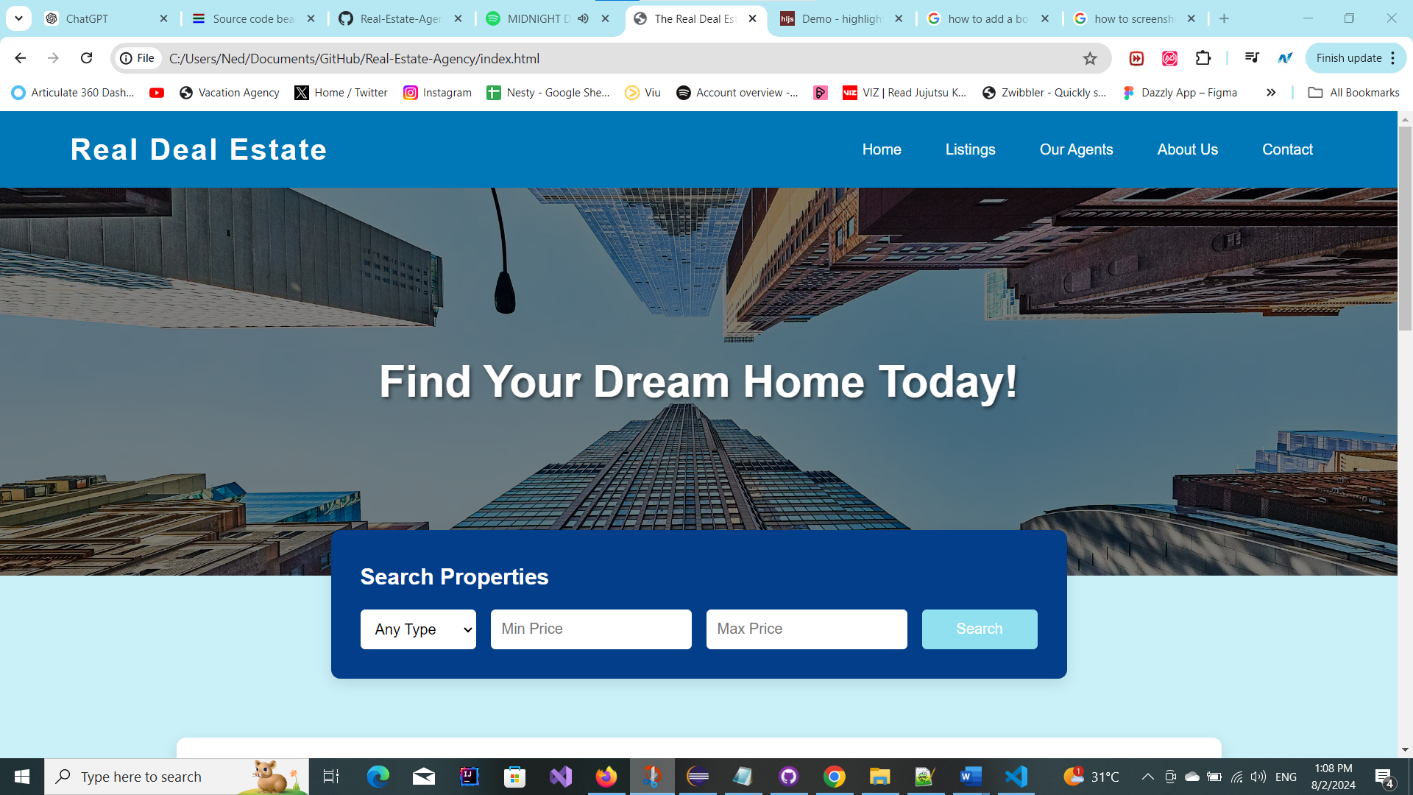 ChatGPT
Source code bea
Real-Estate-Agen
MIDNIGHT D
The Real Deal Est
Demo - highligh
how to add a bo
how to screensh
File
C:/Users/Ned/Documents/GitHub/Real-Estate-Agency/index.html
Finish update
Articulate 360 Dash...
Vacation Agency
Home / Twitter
Instagram
Nesty - Google She...
Viu
Account overview -...
VIZ | Read Jujutsu K...
Zwibbler - Quickly s...
Dazzly App – Figma
All Bookmarks
Real Deal Estate
Home
Listings
Our Agents
About Us
Contact
Find Your Dream Home Today!
Search Properties
Any Type
Min Price
Max Price
Search
Type here to search
31°C
ENG
1:08 PM
8/2/2024
4